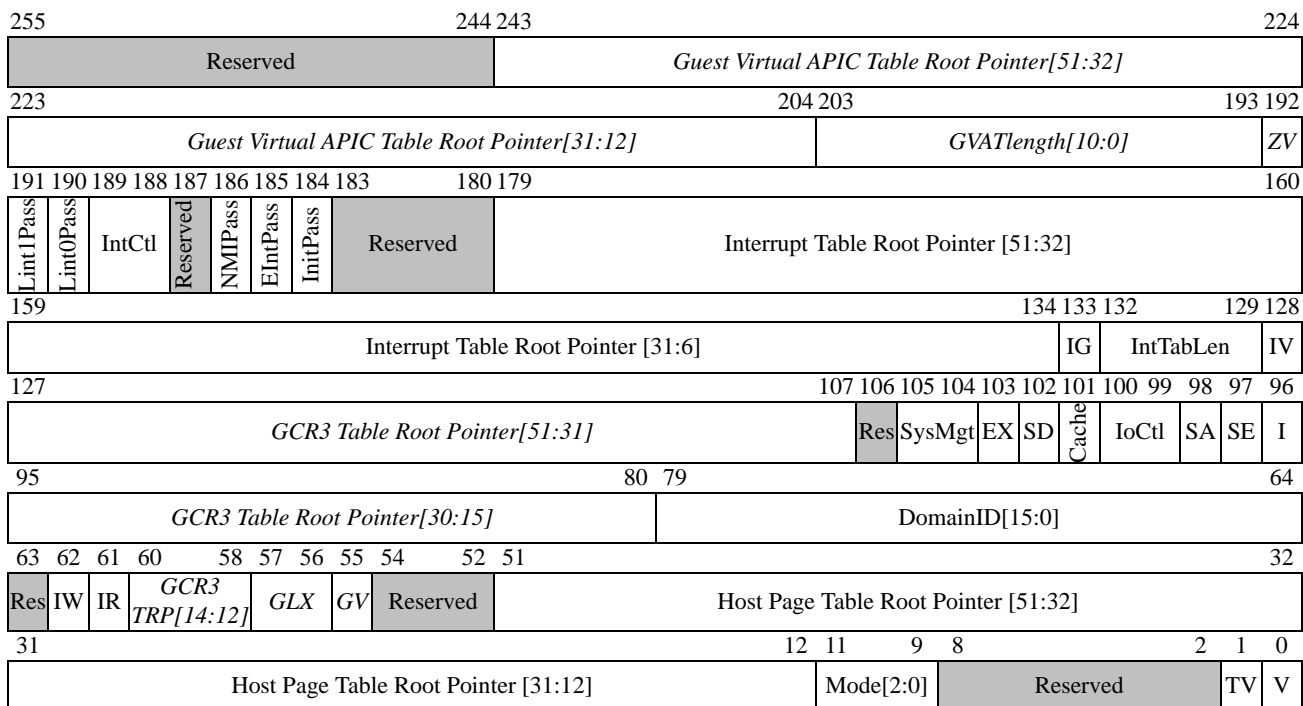 255 244 243 224
Reserved Guest Virtual APIC Table Root Pointer[51:32]
223 204 203 193 192
Guest Virtual APIC Table Root Pointer[31:12] GVATlength[10:0] ZV
191 190 189 188 187 186 185 184 183 180 179 160
Lint1Pass Lint0Pass IntCtl Reserved NMIPass EIntPass InitPass Reserved Interrupt Table Root Pointer [51:32]
159 134 133 132 129 128
Interrupt Table Root Pointer [31:6] IG IntTabLen IV
127 107 106 105 104 103 102 101 100 99 98 97 96
GCR3 Table Root Pointer[51:31] Res SysMgt EX SD Cache IoCtl SA SE I
95 80 79 64
GCR3 Table Root Pointer[30:15] DomainID[15:0]
63 62 61 60 58 57 56 55 54 52 51 32
Res IW IR GCR3 TRP[14:12] GLX GV Reserved Host Page Table Root Pointer [51:32]
31 12 11 9 8 2 1 0
Host Page Table Root Pointer [31:12] Mode[2:0] Reserved TV V